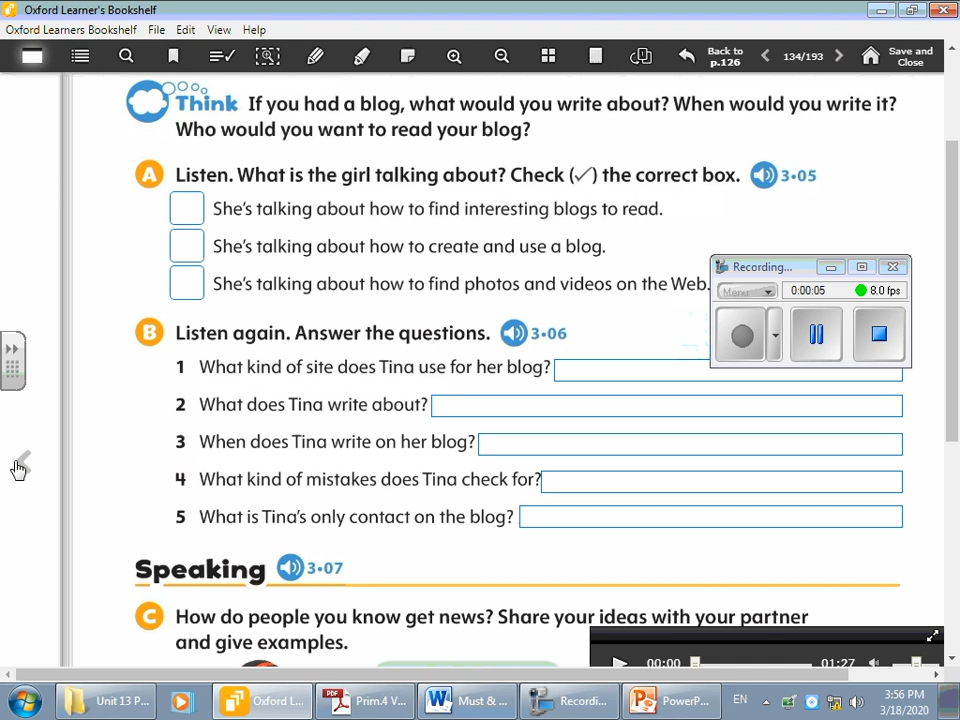 Oxford Learner's Bookshelf
Oxford Learners Bookshelf File Edit View Help
Back to p.126
134/193
Save and Close
Think If you had a blog, what would you write about? When would you write it?
Who would you want to read your blog?
A Listen. What is the girl talking about? Check (✓) the correct box. 3•05
She's talking about how to find interesting blogs to read.
She's talking about how to create and use a blog.
She's talking about how to find photos and videos on the Web.
Recording...
Menu 0:00:05 8.0 fps
B Listen again. Answer the questions. 3•06
1 What kind of site does Tina use for her blog?
2 What does Tina write about?
3 When does Tina write on her blog?
4 What kind of mistakes does Tina check for?
5 What is Tina's only contact on the blog?
Speaking 3•07
C How do people you know get news? Share your ideas with your partner
and give examples.
00:00 01:27
Unit 13 P... Oxford L... Prim.4 V... Must & ... Recordi... PowerP... EN 3:56 PM
3/18/2020